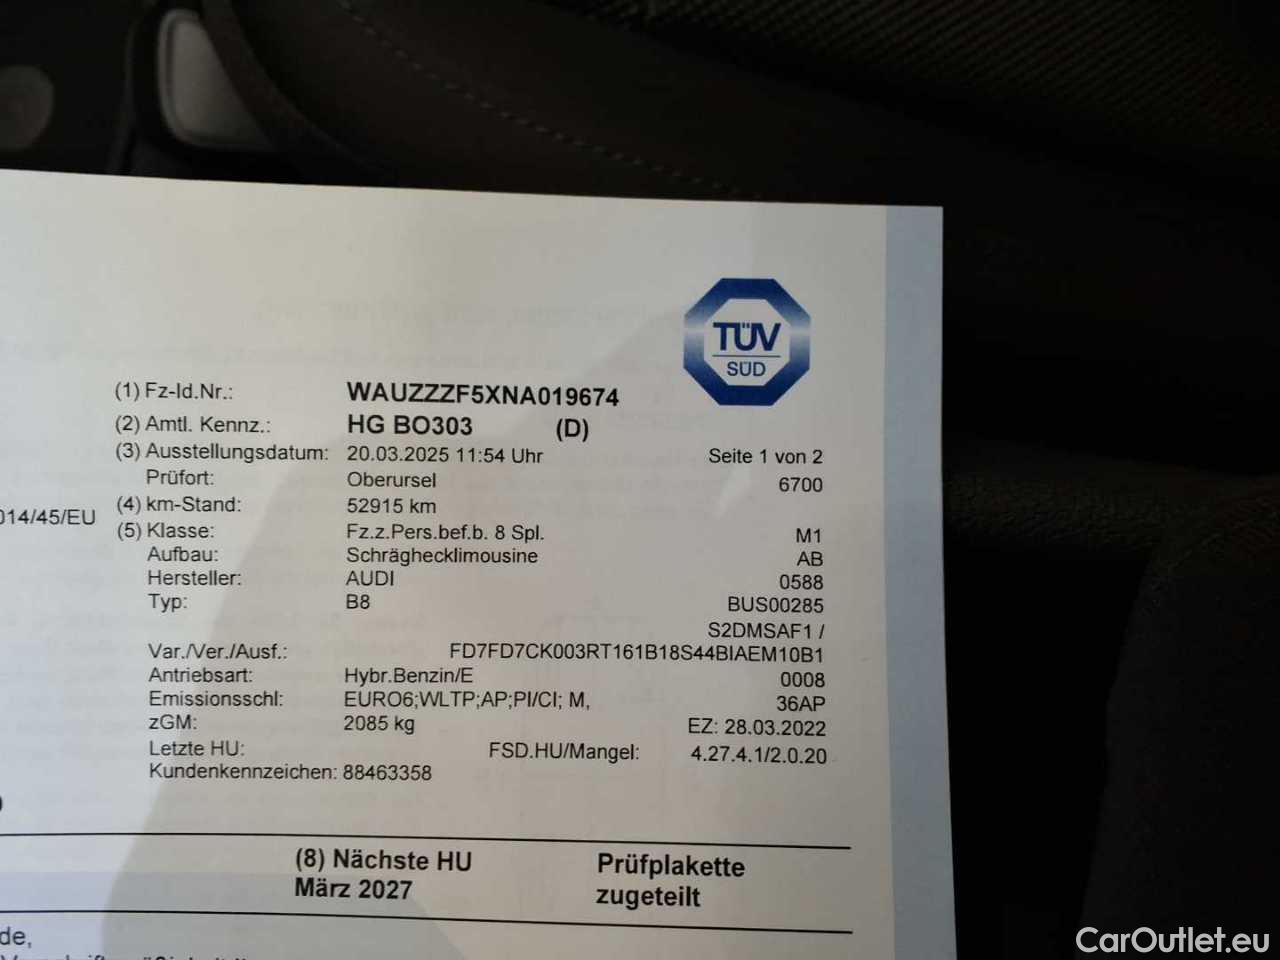 TÜV
SÜD
(1) Fz-Id.Nr.: WAUZZZF5XNA019674
(2) Amtl. Kennz.: HG BO303 (D)
(3) Ausstellungsdatum: 20.03.2025 11:54 Uhr Seite 1 von 2
Prüfort: Oberursel 6700
014/45/EU (4) km-Stand: 52915 km
(5) Klasse: Fz.z.Pers.bef.b. 8 Spl. M1
Aufbau: Schräghecklimousine AB
Hersteller: AUDI 0588
Typ: B8 BUS00285
S2DMSAF1 /
Var./Ver./Ausf.: FD7FD7CK003RT161B18S44BIAEM10B1
Antriebsart: Hybr.Benzin/E 0008
Emissionsschl: EURO6;WLTP;AP;PI/CI; M, 36AP
zGM: 2085 kg EZ: 28.03.2022
Letzte HU: FSD.HU/Mangel: 4.27.4.1/2.0.20
Kundenkennzeichen: 88463358
(8) Nächste HU Prüfplakette
März 2027 zugeteilt
de,
CarOutlet.eu